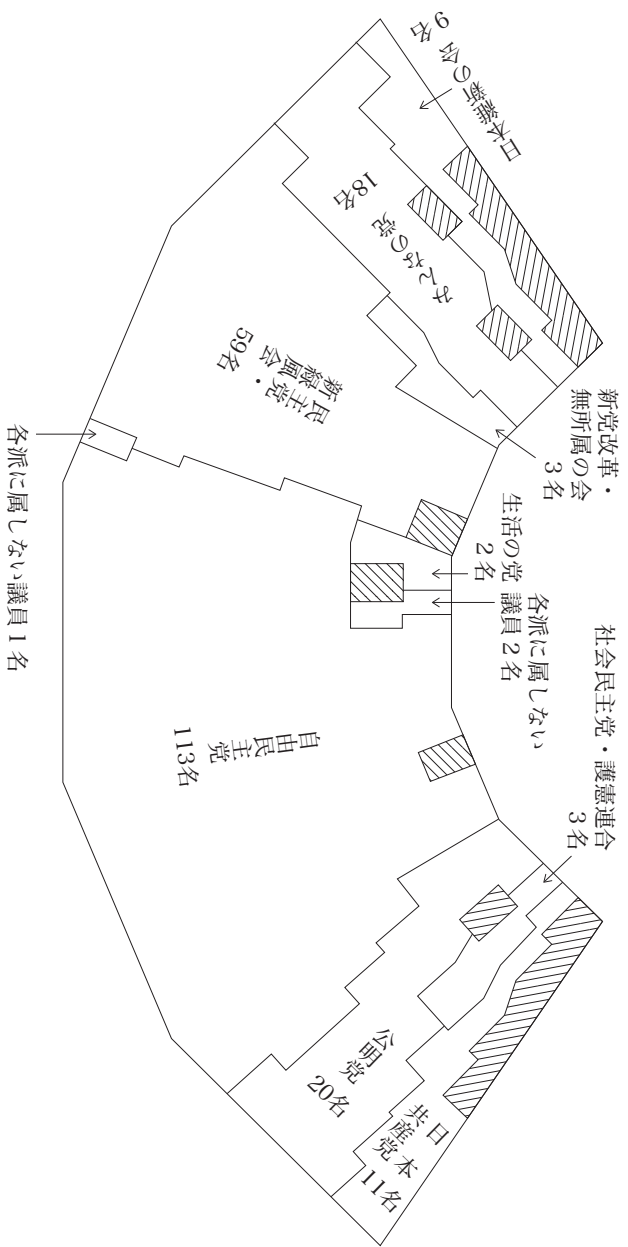 日本維新の会
9名
みんなの党
18名
新党改革・
無所属の会
3名
民主党・
新緑風会
59名
生活の党
2名
各派に属しない
議員2名
各派に属しない議員1名
自由
民主
党
113名
社会民主党・護憲連合
3名
公明党
20名
日本
共産党
11名